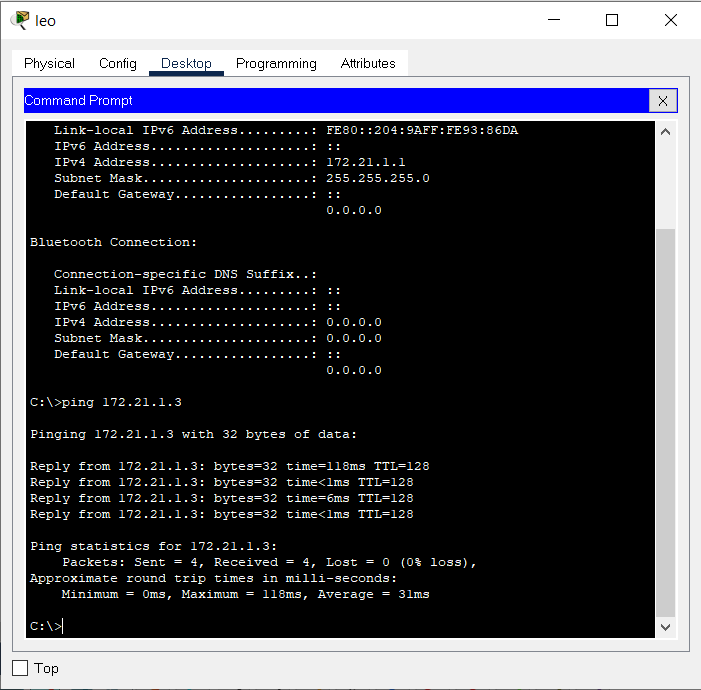 leo
Physical Config Desktop Programming Attributes
Command Prompt X
Link-local IPv6 Address.........: FE80::204:9AFF:FE93:86DA
IPv6 Address....................: ::
IPv4 Address....................: 172.21.1.1
Subnet Mask.....................: 255.255.255.0
Default Gateway.................: ::
0.0.0.0
Bluetooth Connection:
Connection-specific DNS Suffix..:
Link-local IPv6 Address.........: ::
IPv6 Address....................: ::
IPv4 Address....................: 0.0.0.0
Subnet Mask.....................: 0.0.0.0
Default Gateway.................: ::
0.0.0.0
C:\>ping 172.21.1.3
Pinging 172.21.1.3 with 32 bytes of data:
Reply from 172.21.1.3: bytes=32 time=118ms TTL=128
Reply from 172.21.1.3: bytes=32 time<1ms TTL=128
Reply from 172.21.1.3: bytes=32 time=6ms TTL=128
Reply from 172.21.1.3: bytes=32 time<1ms TTL=128
Ping statistics for 172.21.1.3:
Packets: Sent = 4, Received = 4, Lost = 0 (0% loss),
Approximate round trip times in milli-seconds:
Minimum = 0ms, Maximum = 118ms, Average = 31ms
C:\>
Top